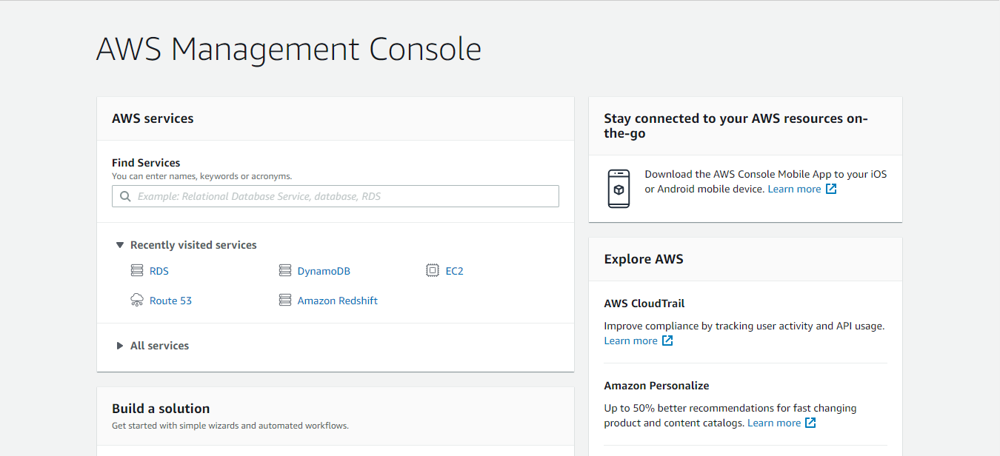 AWS Management Console
AWS services
Find Services
You can enter names, keywords or acronyms.
Example: Relational Database Service, database, RDS
Recently visited services
RDS
DynamoDB
EC2
Route 53
Amazon Redshift
All services
Build a solution
Get started with simple wizards and automated workflows.
Stay connected to your AWS resources on-
the-go
Download the AWS Console Mobile App to your iOS
or Android mobile device. Learn more
Explore AWS
AWS CloudTrail
Improve compliance by tracking user activity and API usage.
Learn more
Amazon Personalize
Up to 50% better recommendations for fast changing
product and content catalogs. Learn more